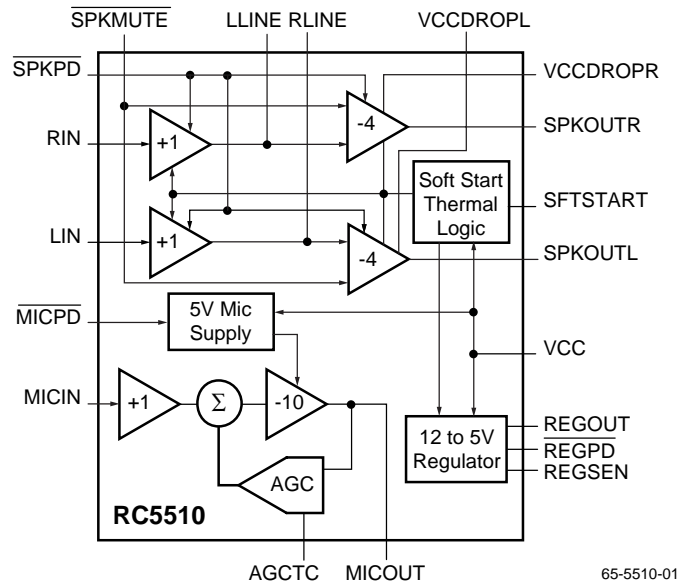 SPKMUTE LLINE RLINE VCCDROPL
SPKPD
VCCDROPR
-4
SPKOUTR
RIN
+1
Soft Start
Thermal
Logic
SFTSTART
LIN
+1
-4
SPKOUTL
MICPD
5V Mic
Supply
VCC
MICIN
+1
Σ
-10
12 to 5V
Regulator
REGOUT
REGPD
REGSEN
AGC
RC5510
AGCTC MICOUT
65-5510-01